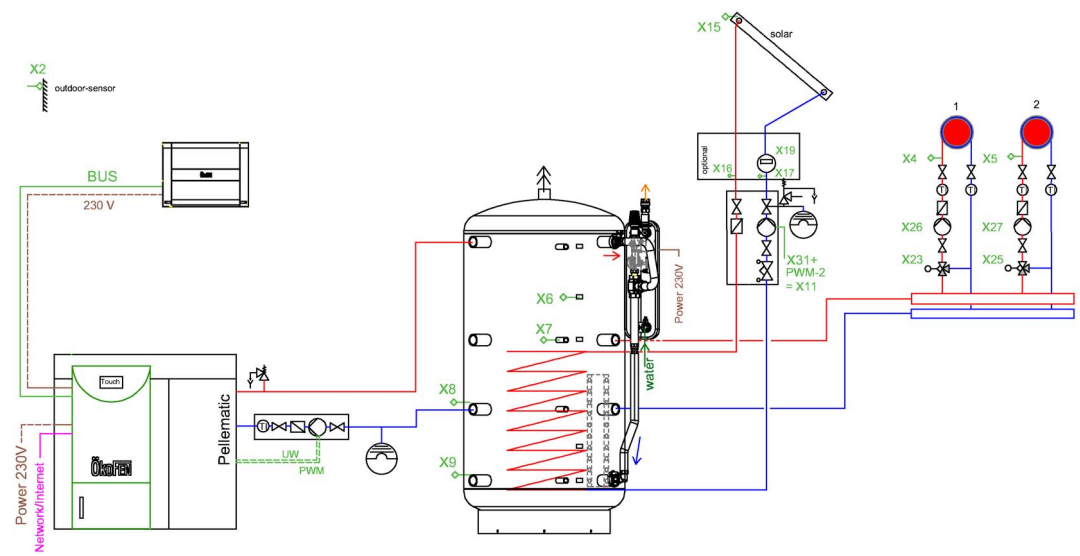 X15
solar
X2
outdoor-sensor
1
2
optional
X19
X16
X17
X4
X5
BUS
230 V
X26
X27
X23
X25
X31+
PWM-2
= X11
Power 230V
X6
X7
water
Touch
X8
Pellematic
TI
UW
PWM
X9
ÖkoFEN
Power 230V
Network/Internet